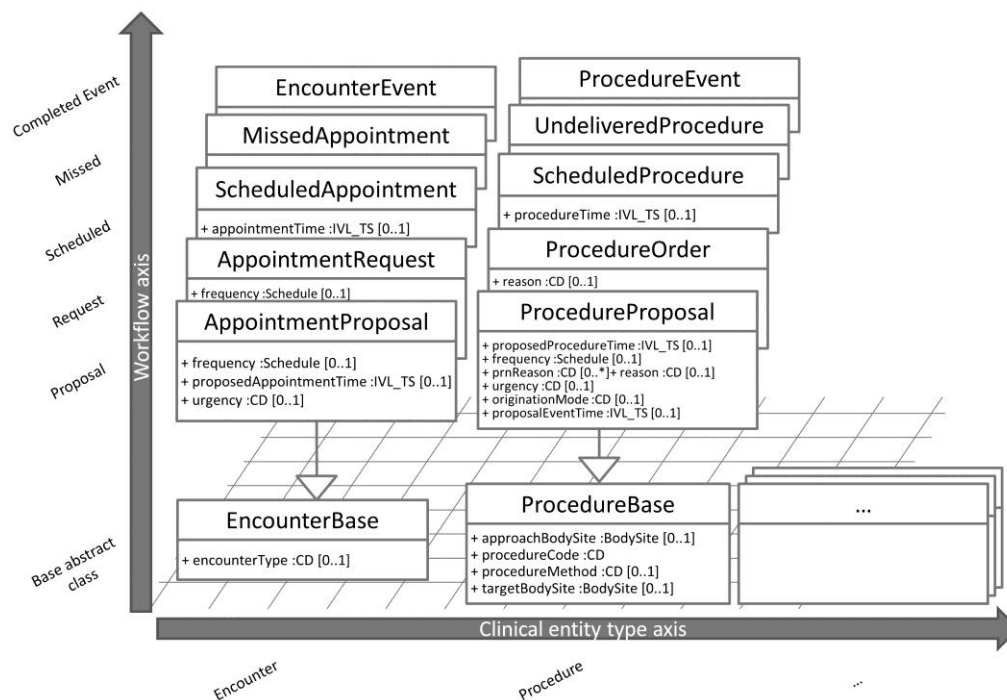 Completed Event
EncounterEvent
ProcedureEvent
Missed
MissedAppointment
UndeliveredProcedure
Scheduled
ScheduledAppointment
+ appointmentTime :IVL_TS [0..1]
ScheduledProcedure
+ procedureTime :IVL_TS [0..1]
Request
AppointmentRequest
+ frequency :Schedule [0..1]
ProcedureOrder
+ reason :CD [0..1]
Proposal
AppointmentProposal
+ frequency :Schedule [0..1]
+ proposedAppointmentTime :IVL_TS [0..1]
+ urgency :CD [0..1]
ProcedureProposal
+ proposedProcedureTime :IVL_TS [0..1]
+ frequency :Schedule [0..1]
+ prnReason :CD [0..*]+ reason :CD [0..1]
+ urgency :CD [0..1]
+ originationMode :CD [0..1]
+ proposalEventTime :IVL_TS [0..1]
Workflow axis
Base abstract
class
EncounterBase
+ encounterType :CD [0..1]
ProcedureBase
+ approachBodySite :BodySite [0..1]
+ procedureCode :CD
+ procedureMethod :CD [0..1]
+ targetBodySite :BodySite [0..1]
...
Clinical entity type axis
Encounter
Procedure
...